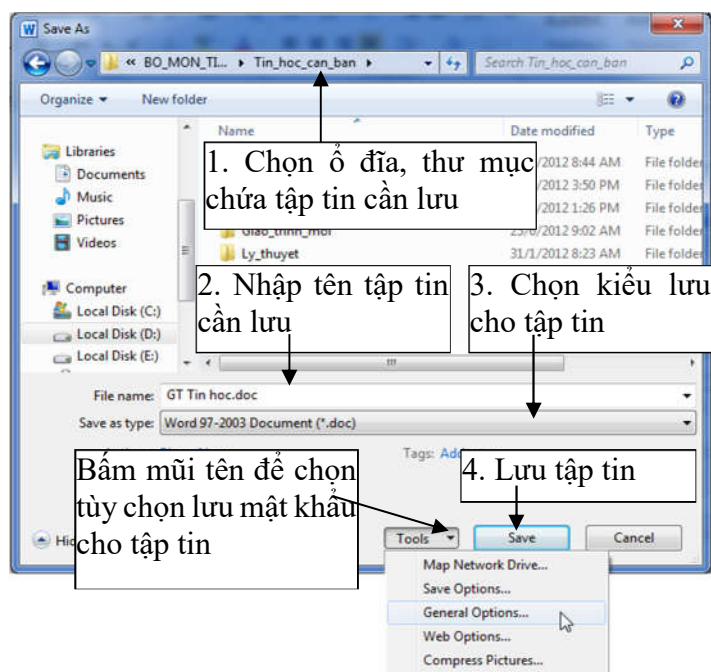 Save As
« BO_MON_TI... ▸ Tin_hoc_can_ban ▸
Search Tin_hoc_can_ban
Organize New folder
Name Date modified Type
Libraries
Documents
Music
Pictures
Videos
Computer
Local Disk (C:)
Local Disk (D:)
Local Disk (E:)
1. Chọn ổ đĩa, thư mục
chứa tập tin cần lưu
/2012 8:44 AM File folder
/2012 3:50 PM File folder
/2012 1:26 PM File folder
/2012 9:02 AM File folder
Ly_thuyet 31/1/2012 8:23 AM File folder
2. Nhập tên tập tin
cần lưu
3. Chọn kiểu lưu
cho tập tin
File name: GT Tin hoc.doc
Save as type: Word 97-2003 Document (*.doc)
Tags:
Bấm mũi tên để chọn
tùy chọn lưu mật khẩu
cho tập tin
4. Lưu tập tin
Tools Save Cancel
Map Network Drive...
Save Options...
General Options...
Web Options...
Compress Pictures...